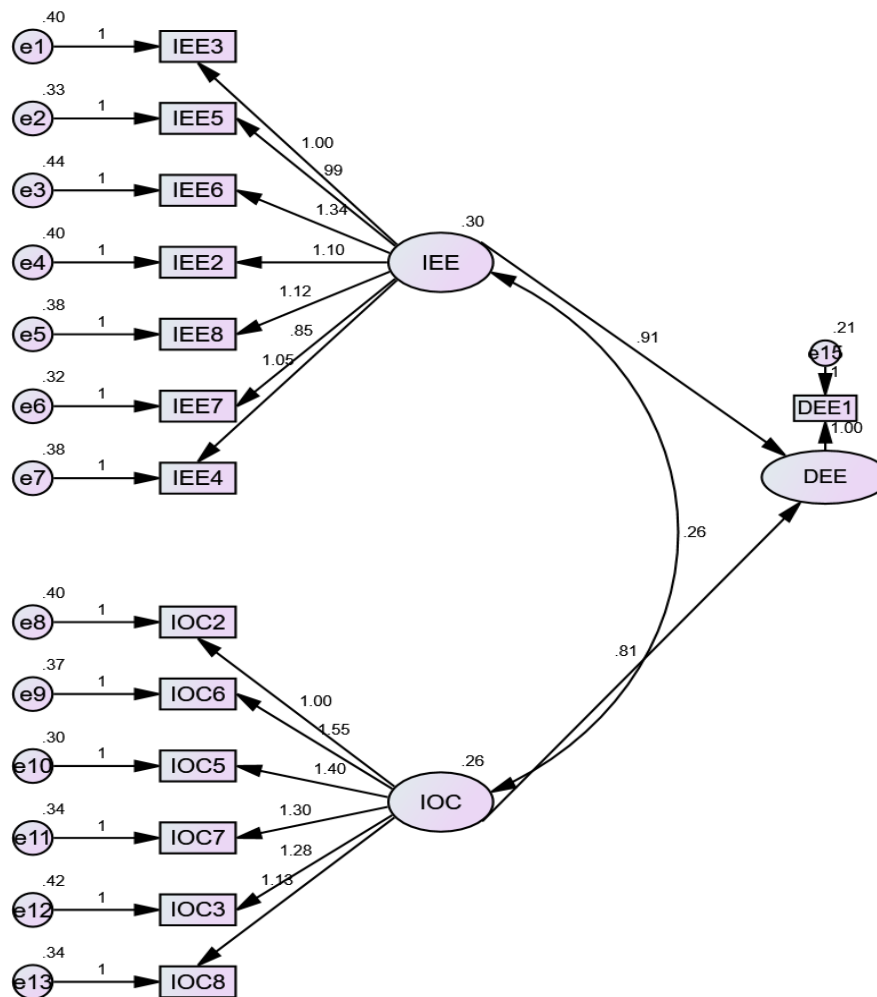 .40
e1
1
IEE3
.33
e2
1
IEE5
.44
e3
1
IEE6
.40
e4
1
IEE2
.38
e5
1
IEE8
.32
e6
1
IEE7
.38
e7
1
IEE4
1.00
.99
1.34
1.10
1.12
.85
1.05
.30
IEE
.91
.21
e15
1
DEE1
1.00
DEE
.26
.81
.40
e8
1
IOC2
.37
e9
1
IOC6
.30
e10
1
IOC5
.34
e11
1
IOC7
.42
e12
1
IOC3
.34
e13
1
IOC8
1.00
1.55
1.40
1.30
1.28
1.13
.26
IOC